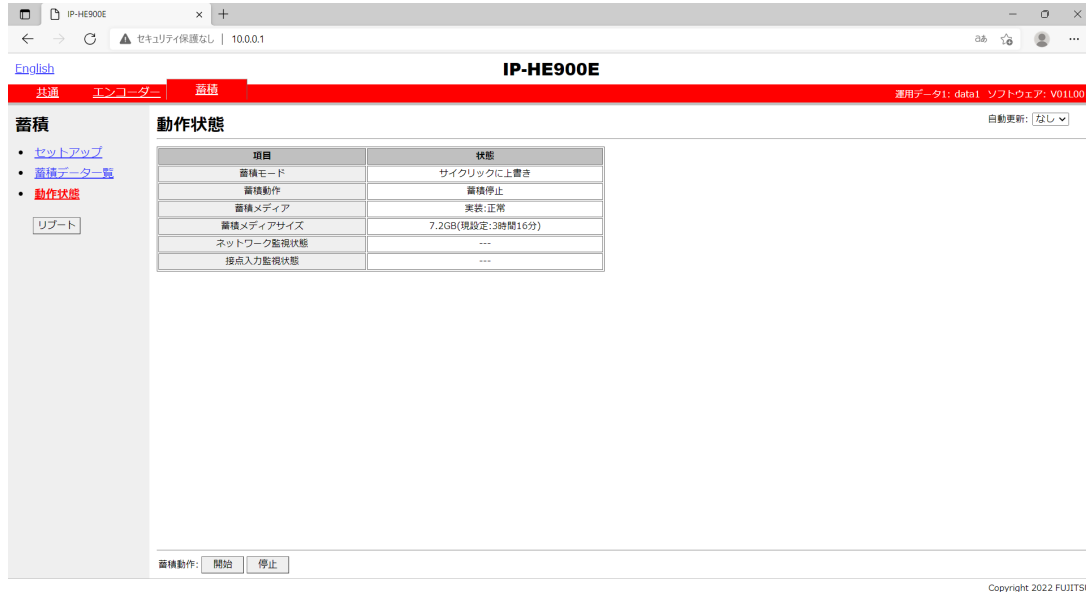 IP-HE900E
セキュリティ保護なし | 10.0.0.1
English
IP-HE900E
共通 エンコーダー 蓄積
運用データ1: data1 ソフトウェア: V01L00
蓄積
セットアップ
蓄積データ一覧
動作状態
リブート
動作状態
自動更新: なし
項目 状態
蓄積モード サイクリックに上書き
蓄積動作 蓄積停止
蓄積メディア 実装:正常
蓄積メディアサイズ 7.2GB(現設定:3時間16分)
ネットワーク監視状態 ---
接点入力監視状態 ---
蓄積動作: 開始 停止
Copyright 2022 FUJITS